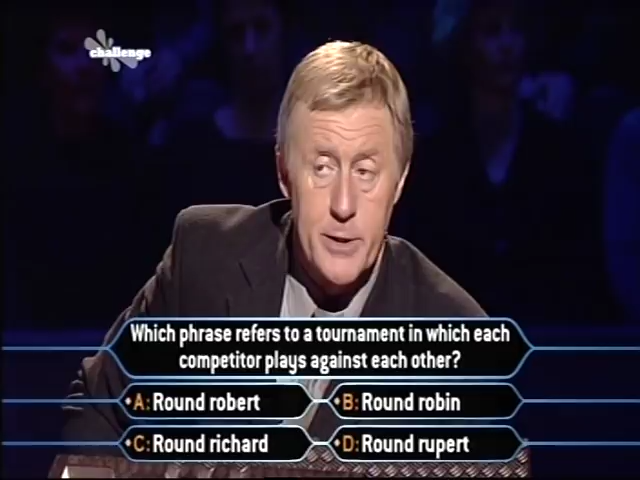 challenge
Which phrase refers to a tournament in which each
competitor plays against each other?
A: Round robert
B: Round robin
C: Round richard
D: Round rupert